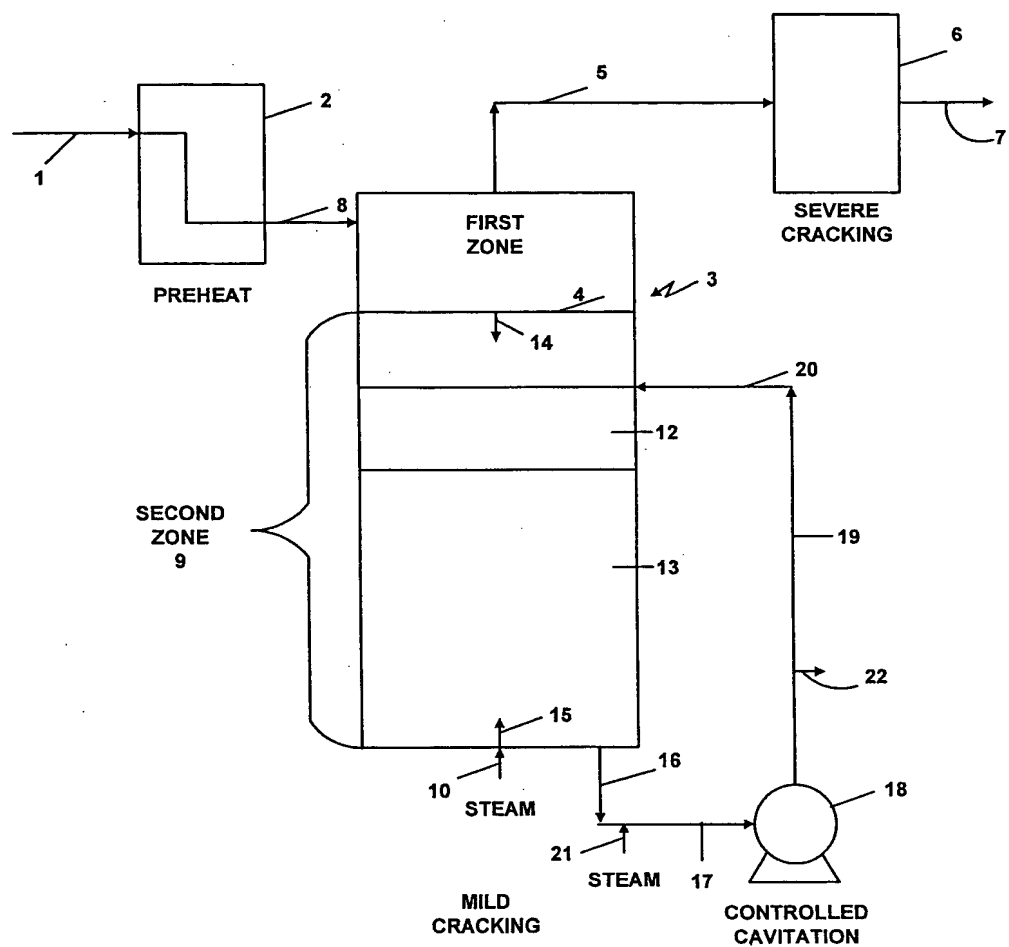 6
5
2
7
1
8
FIRST
ZONE
SEVERE
CRACKING
PREHEAT
3
4
14
20
12
SECOND
ZONE
9
19
13
22
15
16
10
STEAM
18
21
STEAM
17
MILD
CRACKING
CONTROLLED
CAVITATION